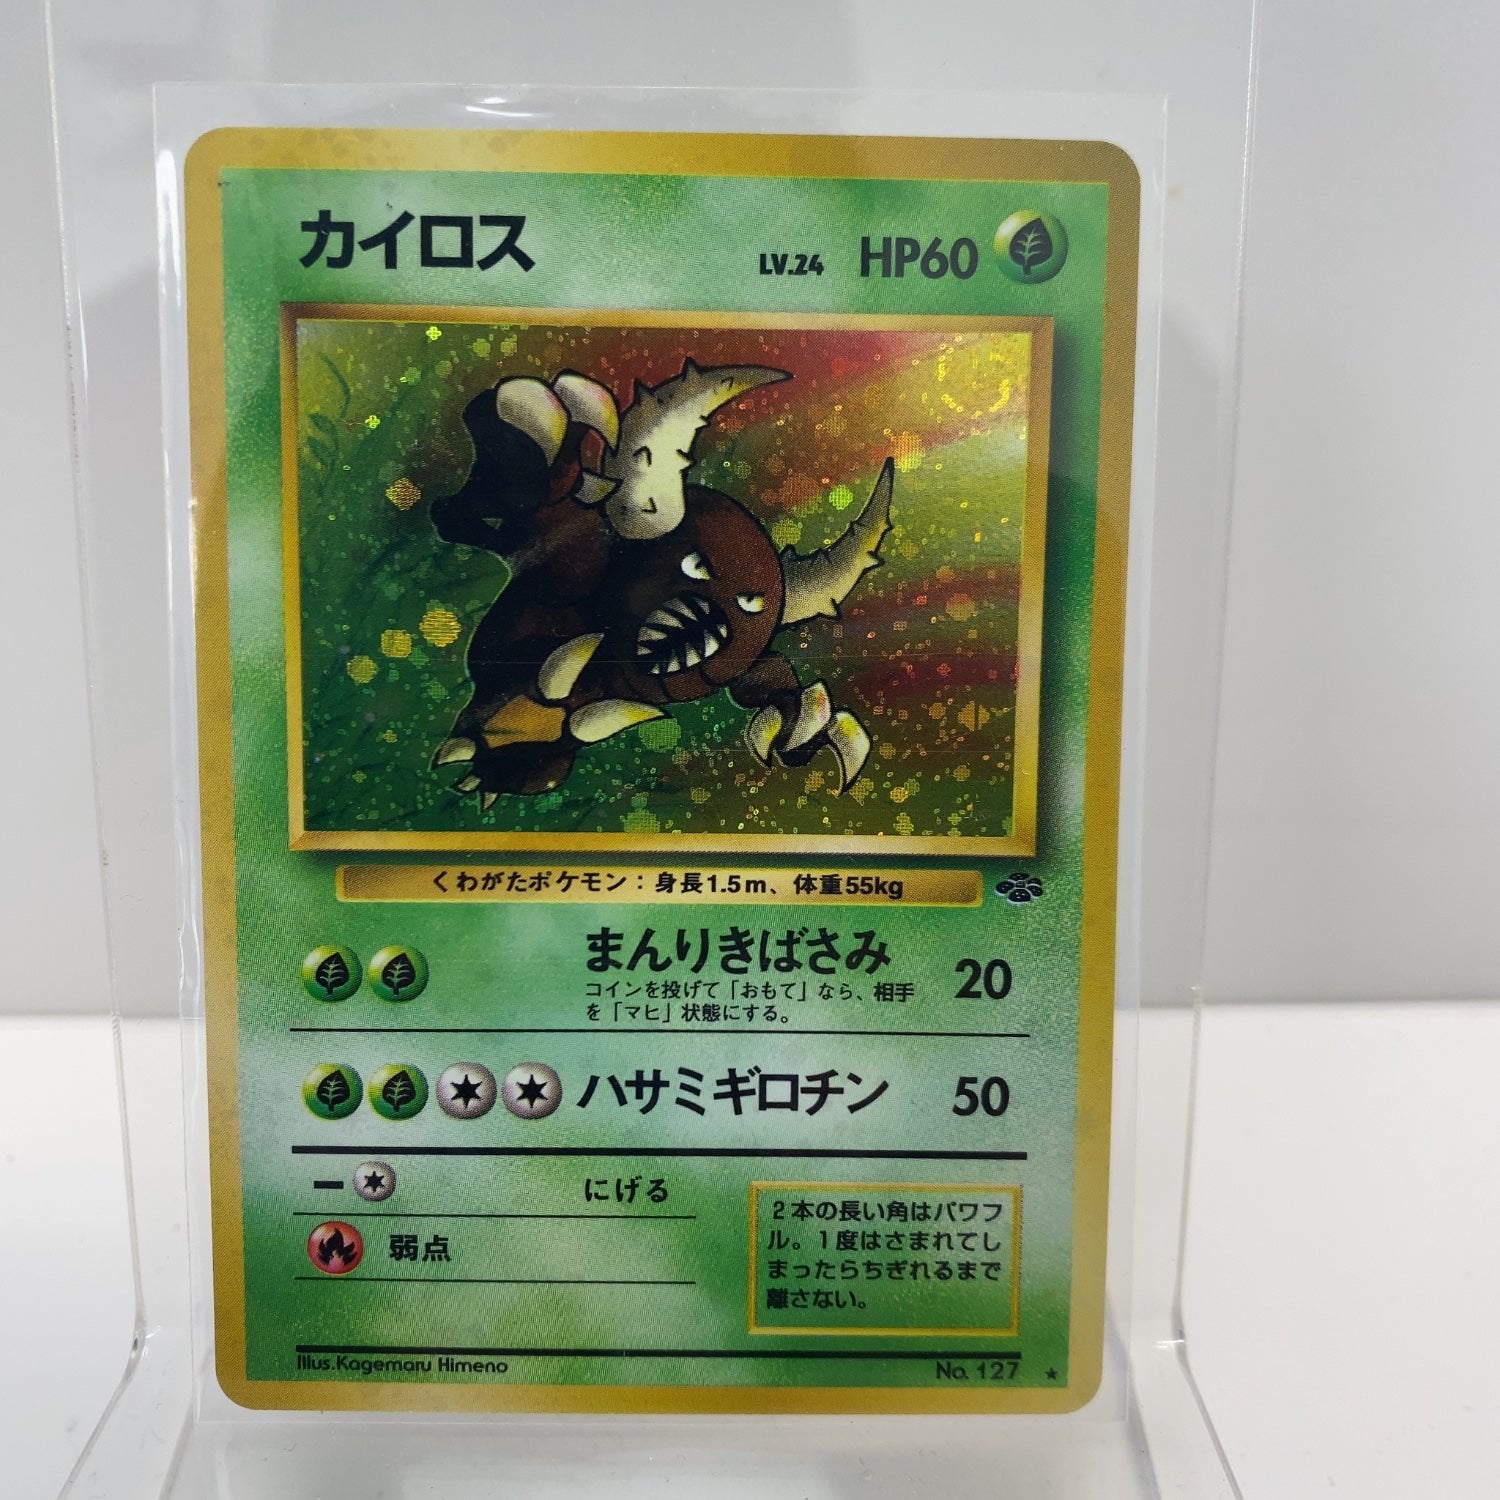 カイロス LV.24 HP60
くわがたポケモン：身長1.5m、体重55kg
まんりきばさみ 20
コインを投げて「おもて」なら、相手
を「マヒ」状態にする。
ハサミギロチン 50
ー にげる
弱点
2本の長い角はパワフ
ル。1度はさまれてし
まったらちぎれるまで
離さない。
Illus.Kagemaru Himeno No. 127 ★